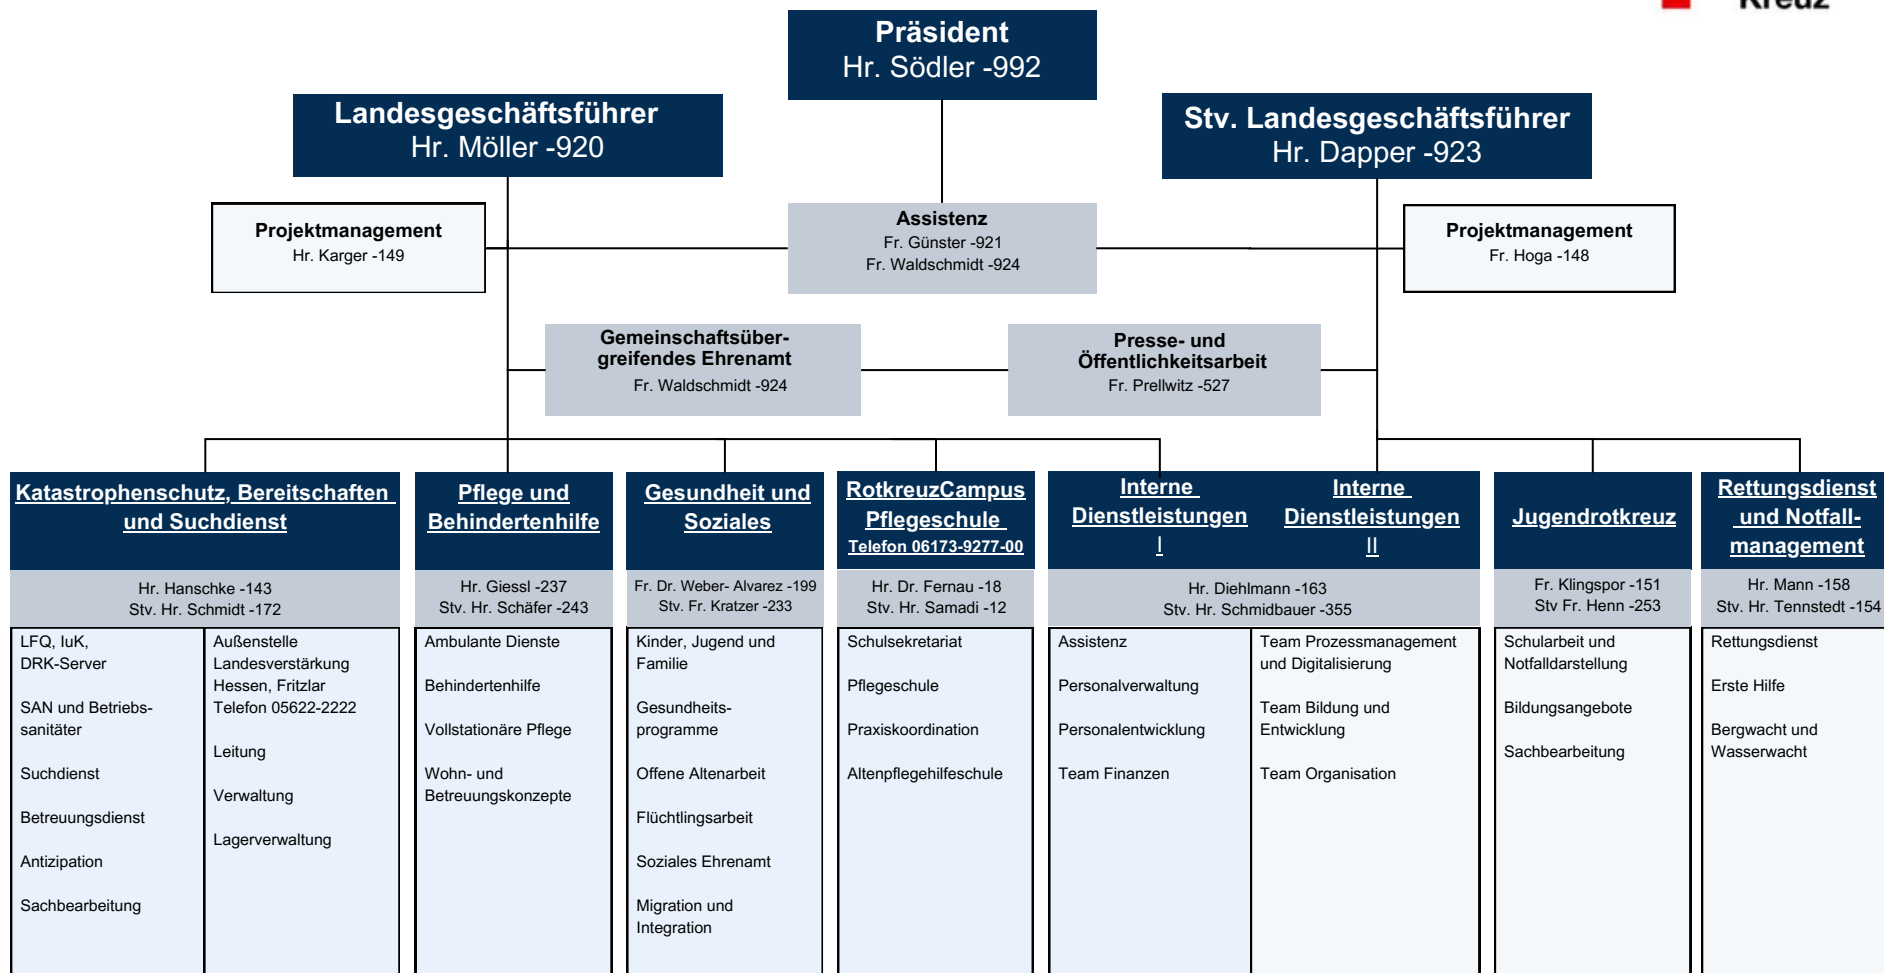 Kreuz
Präsident
Hr. Södler -992
Landesgeschäftsführer
Hr. Möller -920
Stv. Landesgeschäftsführer
Hr. Dapper -923
Projektmanagement
Hr. Karger -149
Assistenz
Fr. Günster -921
Fr. Waldschmidt -924
Projektmanagement
Fr. Hoga -148
Gemeinschaftsüber-
greifendes Ehrenamt
Fr. Waldschmidt -924
Presse- und
Öffentlichkeitsarbeit
Fr. Prellwitz -527
Katastrophenschutz, Bereitschaften
und Suchdienst
Hr. Hanschke -143
Stv. Hr. Schmidt -172
LFQ, IuK,
DRK-Server
SAN und Betriebs-
sanitäter
Suchdienst
Betreuungsdienst
Antizipation
Sachbearbeitung
Außenstelle
Landesverstärkung
Hessen, Fritzlar
Telefon 05622-2222
Leitung
Verwaltung
Lagerverwaltung
Pflege und
Behindertenhilfe
Hr. Giessl -237
Stv. Hr. Schäfer -243
Ambulante Dienste
Behindertenhilfe
Vollstationäre Pflege
Wohn- und
Betreuungskonzepte
Gesundheit und
Soziales
Fr. Dr. Weber- Alvarez -199
Stv. Fr. Kratzer -233
Kinder, Jugend und
Familie
Gesundheits-
programme
Offene Altenarbeit
Flüchtlingsarbeit
Soziales Ehrenamt
Migration und
Integration
RotkreuzCampus
Pflegeschule
Telefon 06173-9277-00
Hr. Dr. Fernau -18
Stv. Hr. Samadi -12
Schulsekretariat
Pflegeschule
Praxiskoordination
Altenpflegehilfeschule
Interne
Dienstleistungen
I
Interne
Dienstleistungen
II
Hr. Diehlmann -163
Stv. Hr. Schmidbauer -355
Assistenz
Personalverwaltung
Personalentwicklung
Team Finanzen
Team Prozessmanagement
und Digitalisierung
Team Bildung und
Entwicklung
Team Organisation
Jugendrotkreuz
Fr. Klingspor -151
Stv Fr. Henn -253
Schularbeit und
Notfalldarstellung
Bildungsangebote
Sachbearbeitung
Rettungsdienst
und Notfall-
management
Hr. Mann -158
Stv. Hr. Tennstedt -154
Rettungsdienst
Erste Hilfe
Bergwacht und
Wasserwacht